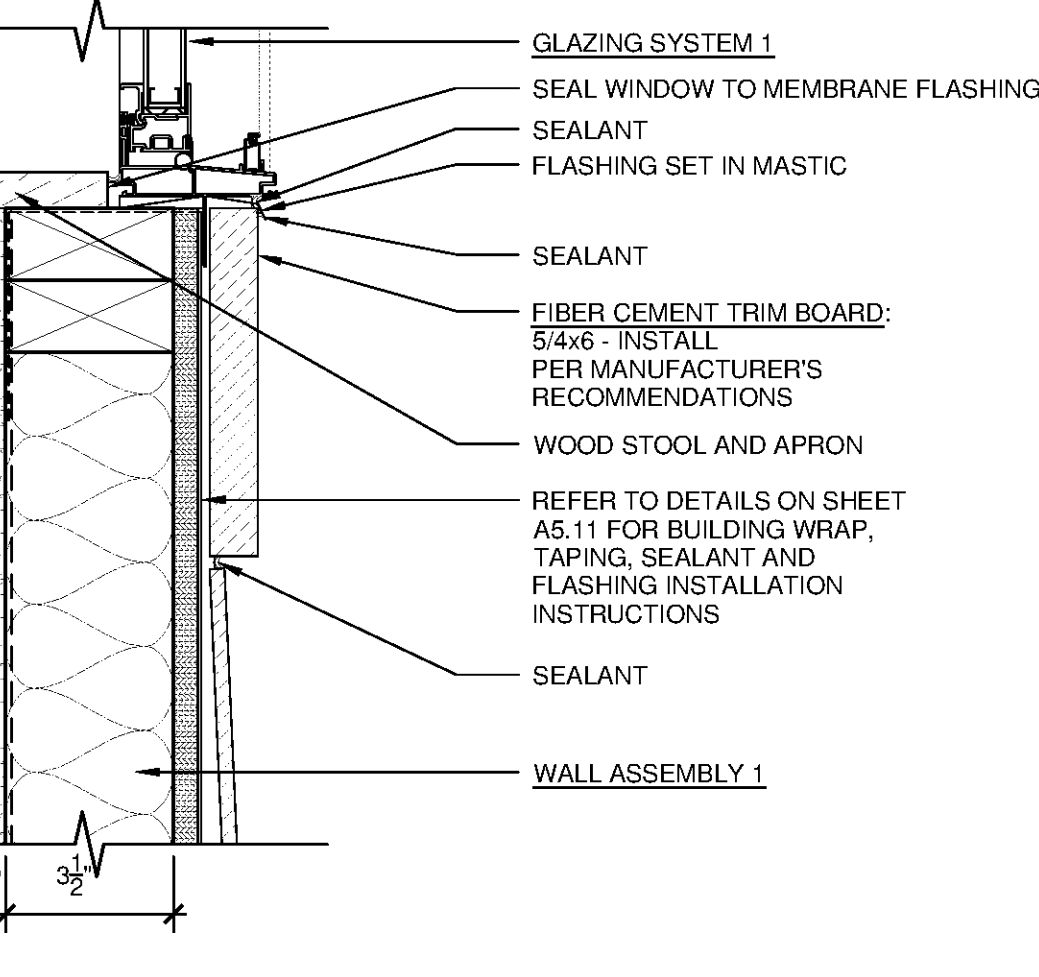 GLAZING SYSTEM 1
SEAL WINDOW TO MEMBRANE FLASHING
SEALANT
FLASHING SET IN MASTIC
SEALANT
FIBER CEMENT TRIM BOARD:
5/4x6 - INSTALL
PER MANUFACTURER'S
RECOMMENDATIONS
WOOD STOOL AND APRON
REFER TO DETAILS ON SHEET
A5.11 FOR BUILDING WRAP,
TAPING, SEALANT AND
FLASHING INSTALLATION
INSTRUCTIONS
SEALANT
WALL ASSEMBLY 1
3 1/2"